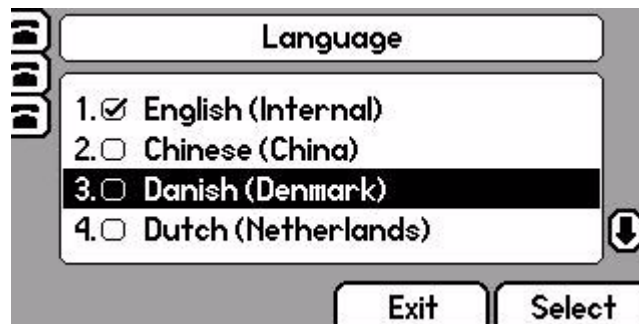 Language
1. English (Internal)
2. Chinese (China)
3. Danish (Denmark)
4. Dutch (Netherlands)
Exit Select